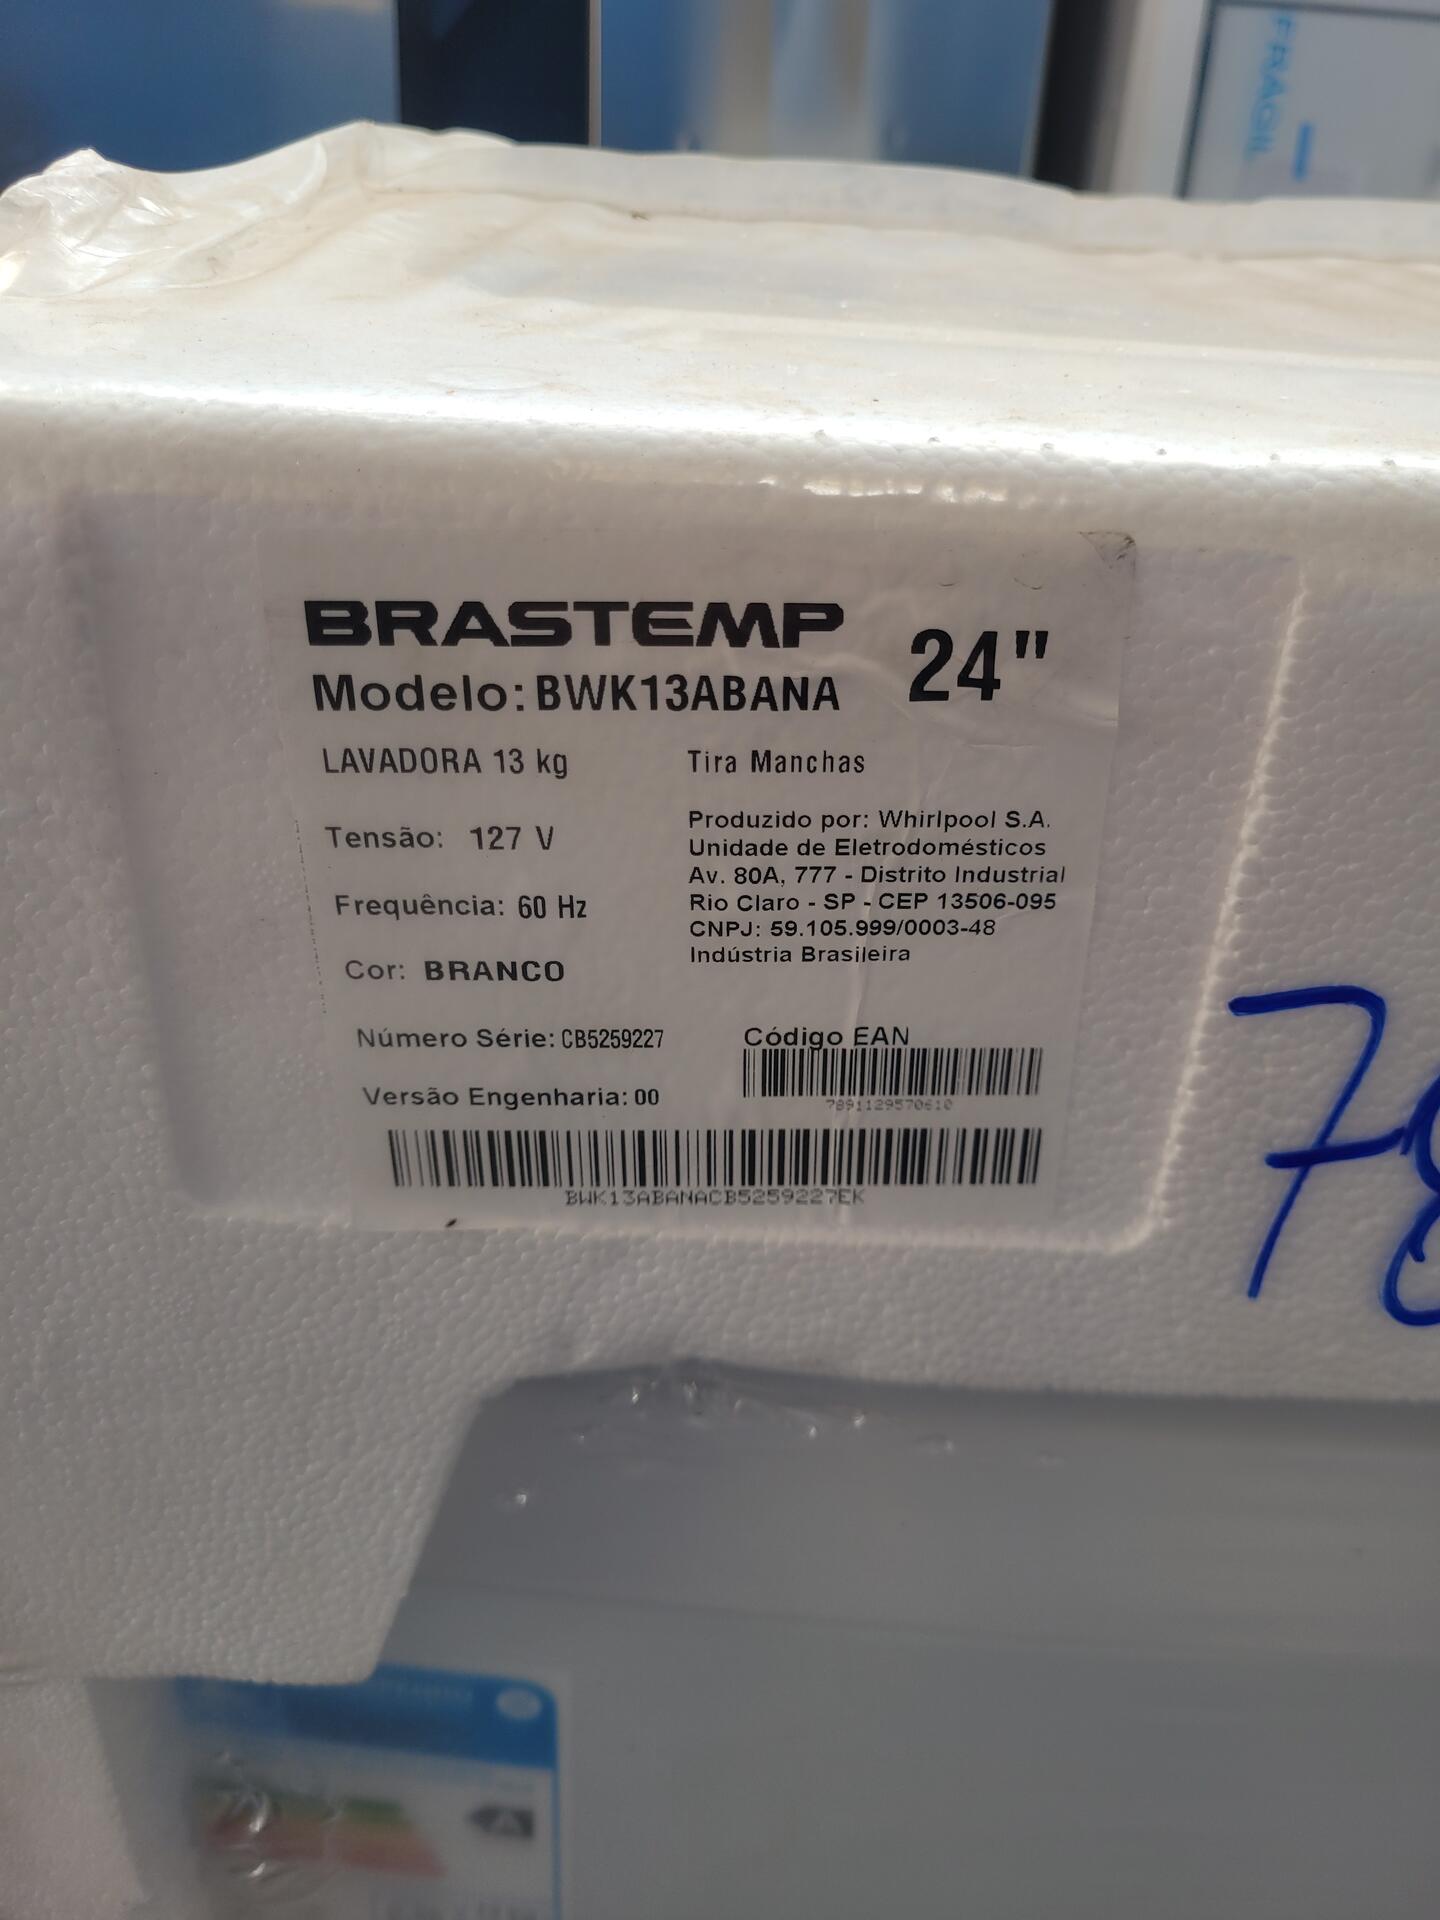 FRÁGIL
BRASTEMP
24"
Modelo: BWK13ABANA
LAVADORA 13 kg
Tira Manchas
Tensão: 127 V
Frequência: 60 Hz
Cor: BRANCO
Produzido por: Whirlpool S.A.
Unidade de Eletrodomésticos
Av. 80A, 777 - Distrito Industrial
Rio Claro - SP - CEP 13506-095
CNPJ: 59.105.999/0003-48
Indústria Brasileira
Número Série: CB5259227
Versão Engenharia: 00
Código EAN
7891129570610
BWK13ABANACB5259227EK
78
A